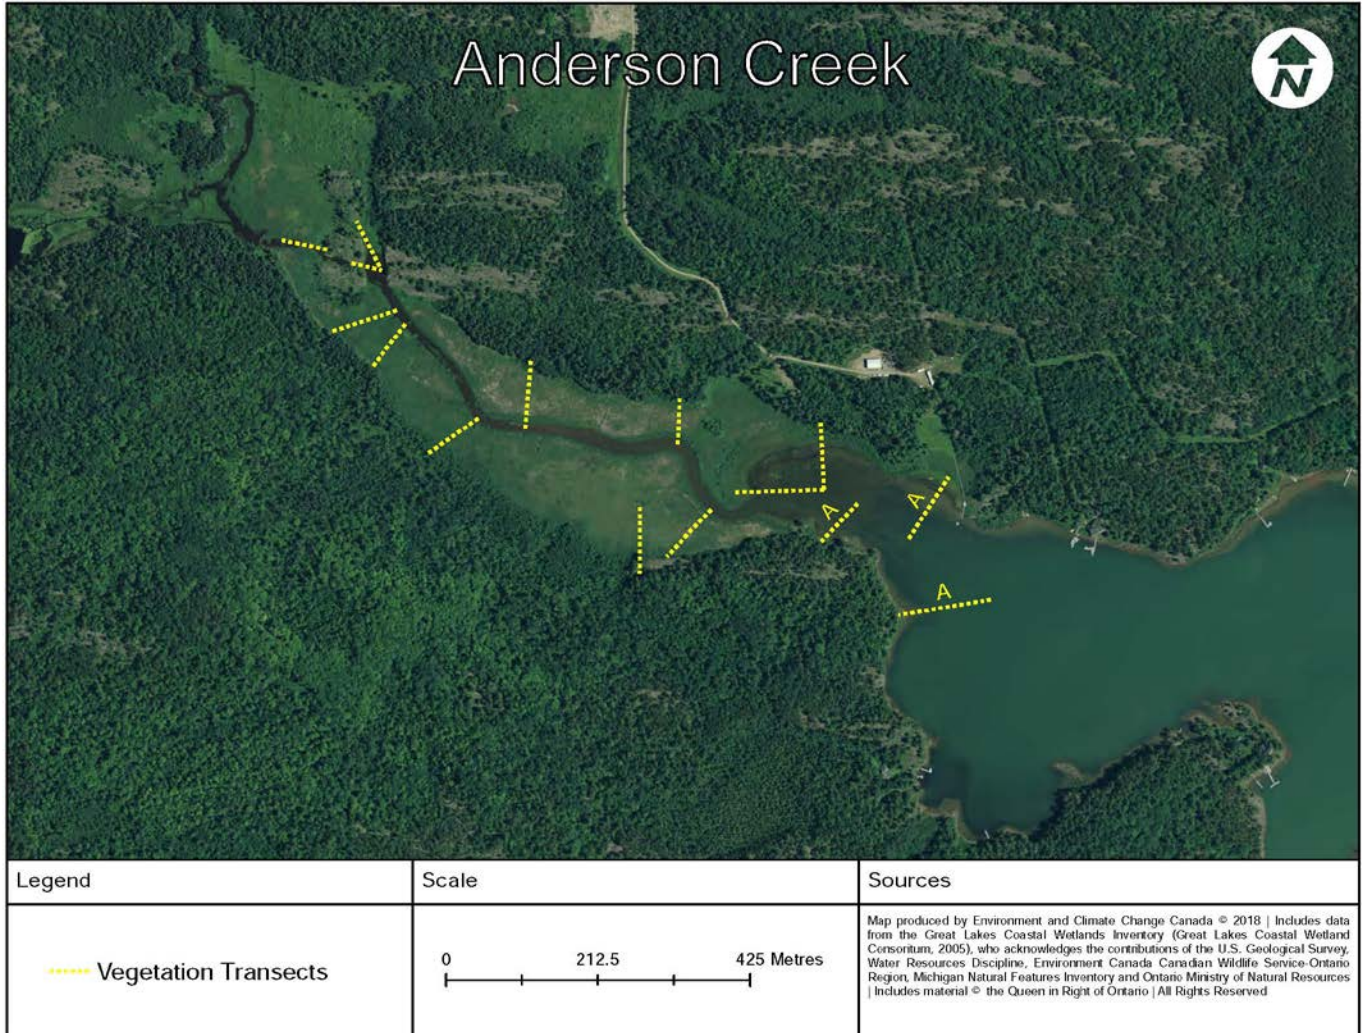 Anderson Creek
N
A
A
A
Legend
Scale
Sources
Vegetation Transects
0 212.5 425 Metres
Map produced by Environment and Climate Change Canada © 2018 | Includes data
from the Great Lakes Coastal Wetlands Inventory (Great Lakes Coastal Wetland
Consortium, 2005), who acknowledges the contributions of the U.S. Geological Survey,
Water Resources Discipline, Environment Canada Canadian Wildlife Service-Ontario
Region, Michigan Natural Features Inventory and Ontario Ministry of Natural Resources
| Includes material © the Queen in Right of Ontario | All Rights Reserved